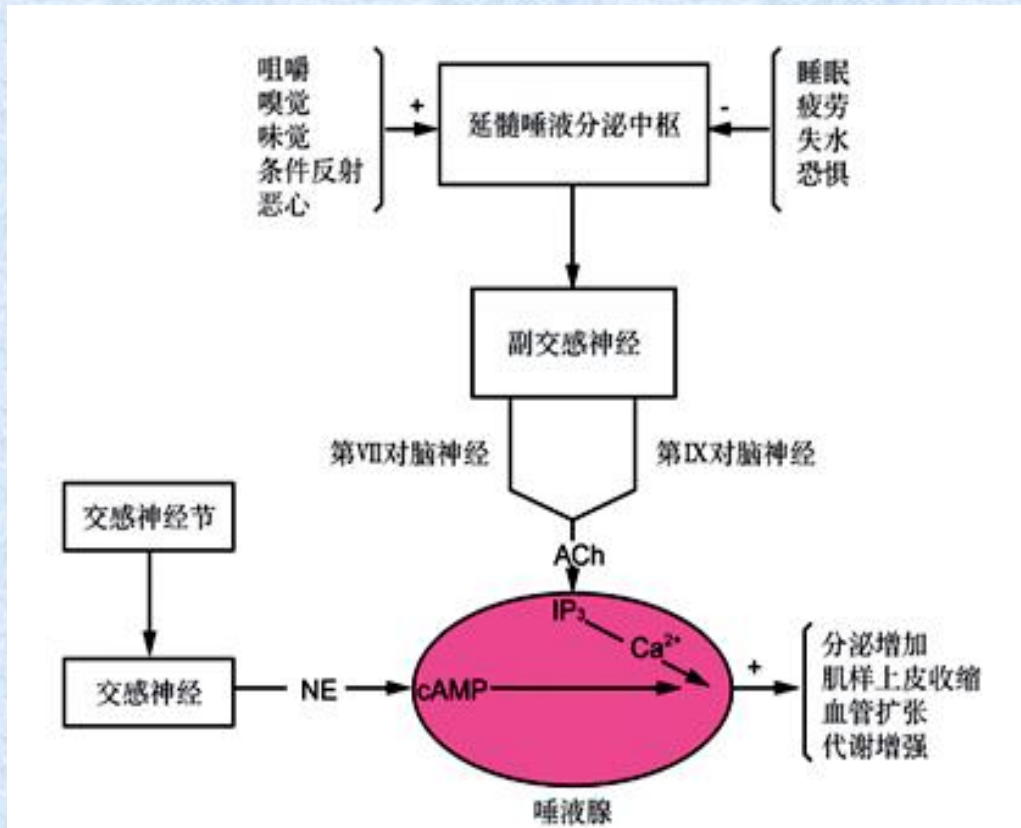 咀嚼
嗅觉
味觉
条件反射
恶心
+
延髓唾液分泌中枢
-
睡眠
疲劳
失水
恐惧
副交感神经
第VII对脑神经
第IX对脑神经
交感神经节
ACh
IP₃
Ca²⁺
交感神经
NE
cAMP
+
分泌增加
肌样上皮收缩
血管扩张
代谢增强
唾液腺